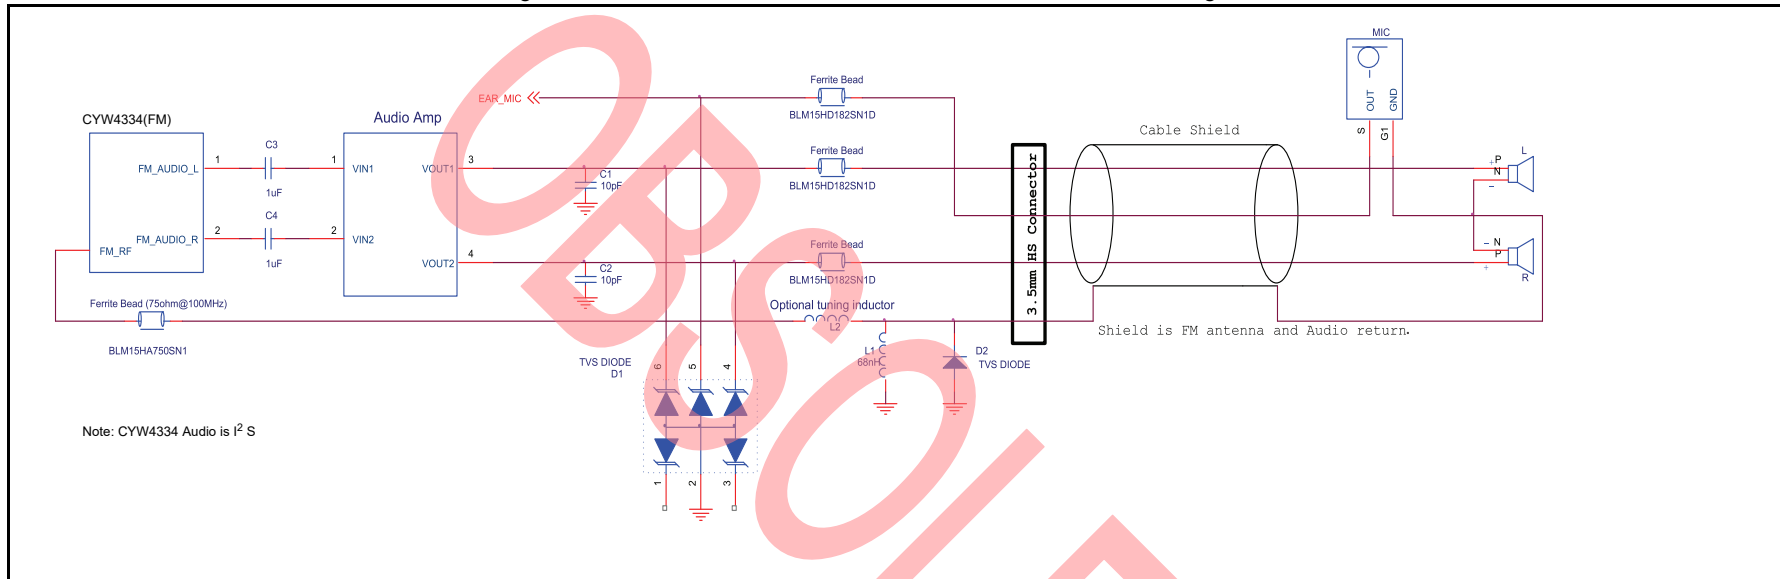 MIC
OUT
GND
S
G1
Ferrite Bead
EAR_MIC
BLM15HD182SN1D
CYW4334(FM)
Audio Amp
Cable Shield
FM_AUDIO_L
1
C3
1uF
1
VIN1
VOUT1
3
C1
10pF
Ferrite Bead
BLM15HD182SN1D
3.5mm HS Connector
L
+ P
N
−
FM_AUDIO_R
2
C4
1uF
2
VIN2
FM_RF
VOUT2
4
C2
10pF
Ferrite Bead
BLM15HD182SN1D
− N
P
+
R
Ferrite Bead (75ohm@100MHz)
BLM15HA750SN1
Optional tuning inductor
L2
Shield is FM antenna and Audio return.
L1
68nH
D2
TVS DIODE
TVS DIODE
D1
6
5
4
1
2
3
Note: CYW4334 Audio is I2 S